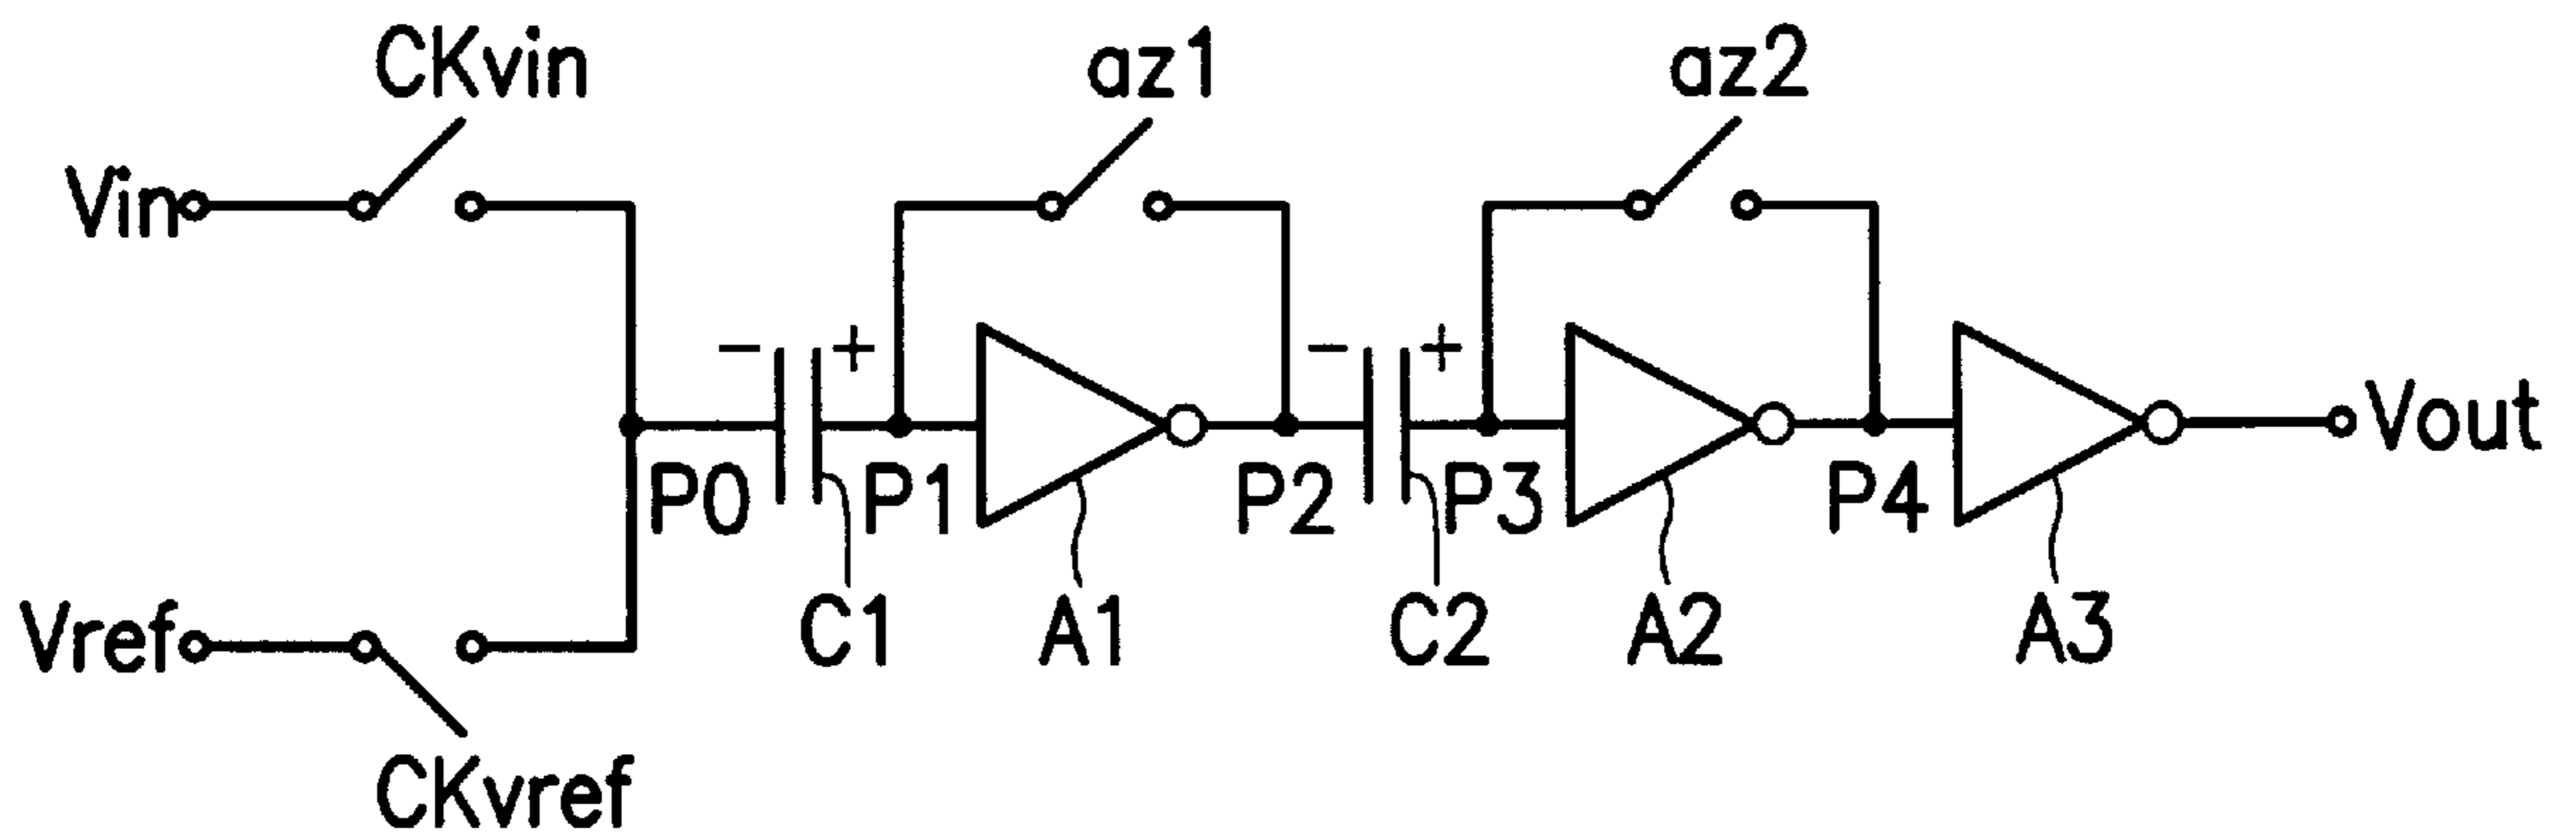 CKvin
az1
az2
Vin
Vout
- +
- +
P0
P1
P2
P3
P4
Vref
C1
A1
C2
A2
A3
CKvref